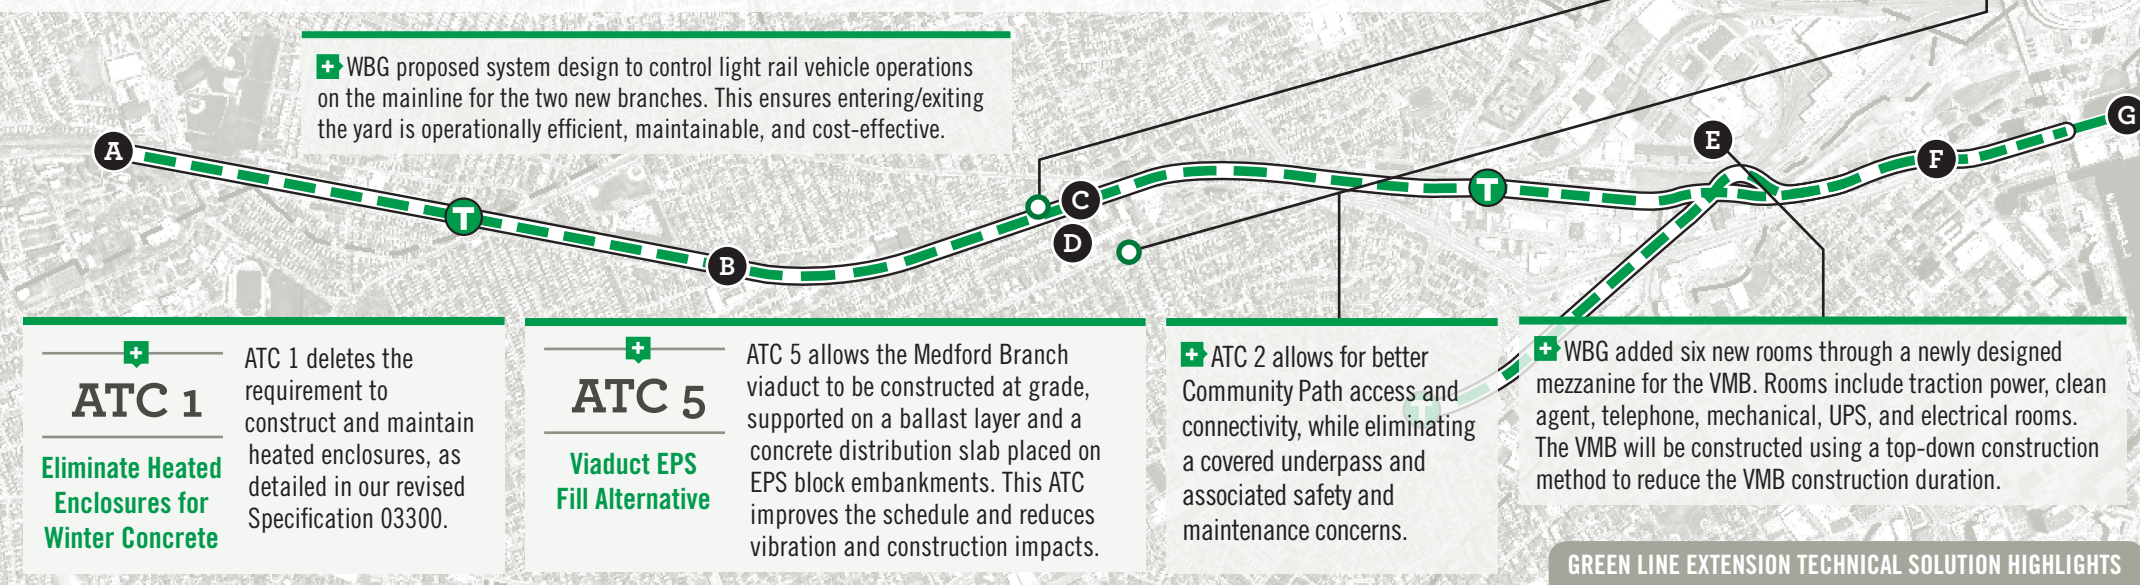 + WBG proposed system design to control light rail vehicle operations
on the mainline for the two new branches. This ensures entering/exiting
the yard is operationally efficient, maintainable, and cost-effective.
A
T
B
C
D
T
E
F
G
+
ATC 1
Eliminate Heated
Enclosures for
Winter Concrete
ATC 1 deletes the
requirement to
construct and maintain
heated enclosures, as
detailed in our revised
Specification 03300.
+
ATC 5
Viaduct EPS
Fill Alternative
ATC 5 allows the Medford Branch
viaduct to be constructed at grade,
supported on a ballast layer and a
concrete distribution slab placed on
EPS block embankments. This ATC
improves the schedule and reduces
vibration and construction impacts.
+ ATC 2 allows for better
Community Path access and
connectivity, while eliminating
a covered underpass and
associated safety and
maintenance concerns.
T
+ WBG added six new rooms through a newly designed
mezzanine for the VMB. Rooms include traction power, clean
agent, telephone, mechanical, UPS, and electrical rooms.
The VMB will be constructed using a top-down construction
method to reduce the VMB construction duration.
GREEN LINE EXTENSION TECHNICAL SOLUTION HIGHLIGHTS